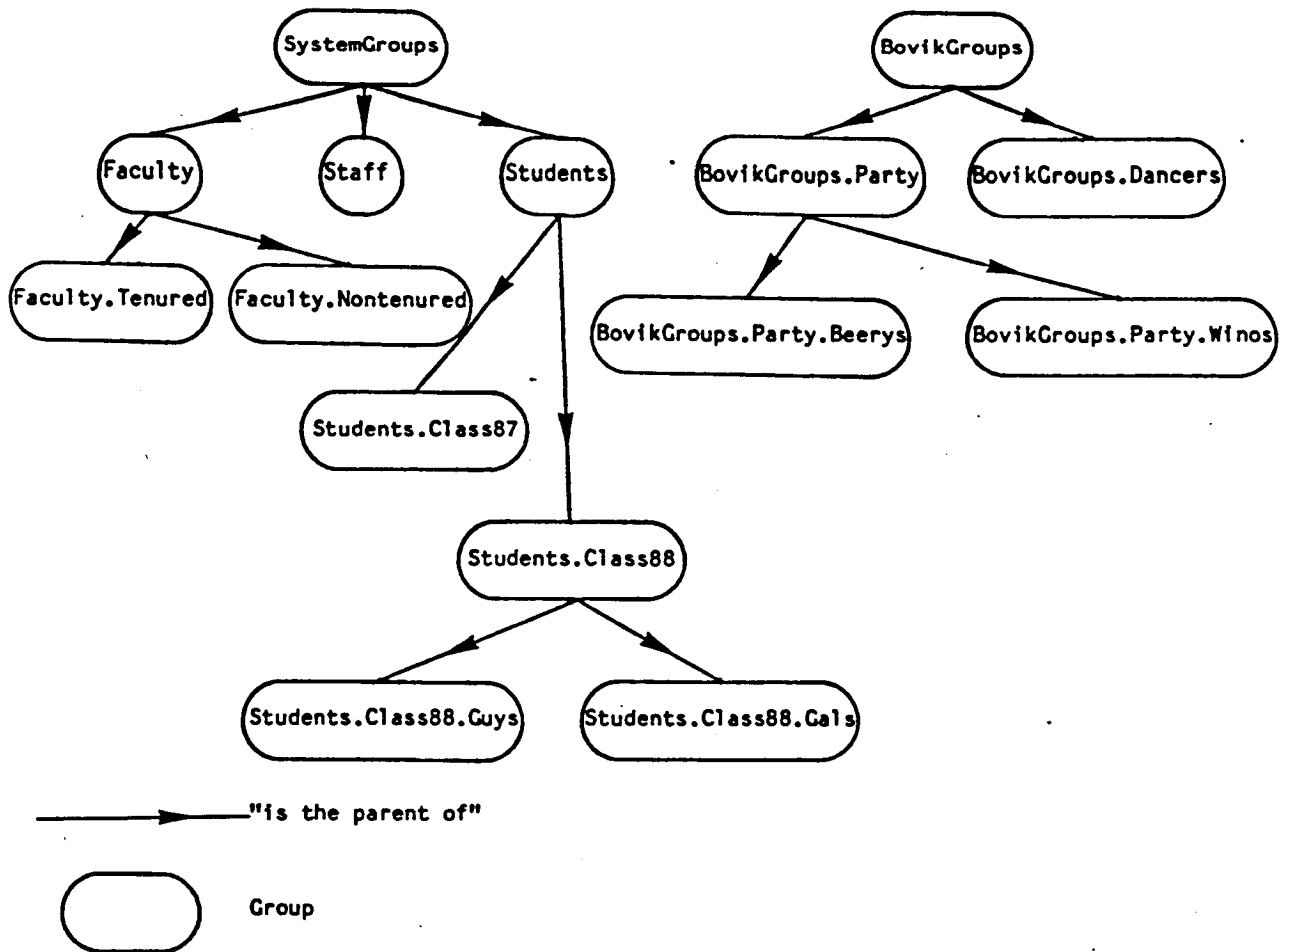 SystemGroups
BovikGroups
Faculty
Staff
Students
BovikGroups.Party
BovikGroups.Dancers
Faculty.Tenured
Faculty.Nontenured
BovikGroups.Party.Beerys
BovikGroups.Party.Winos
Students.Class87
Students.Class88
Students.Class88.Guys
Students.Class88.Gals
"is the parent of"
Group